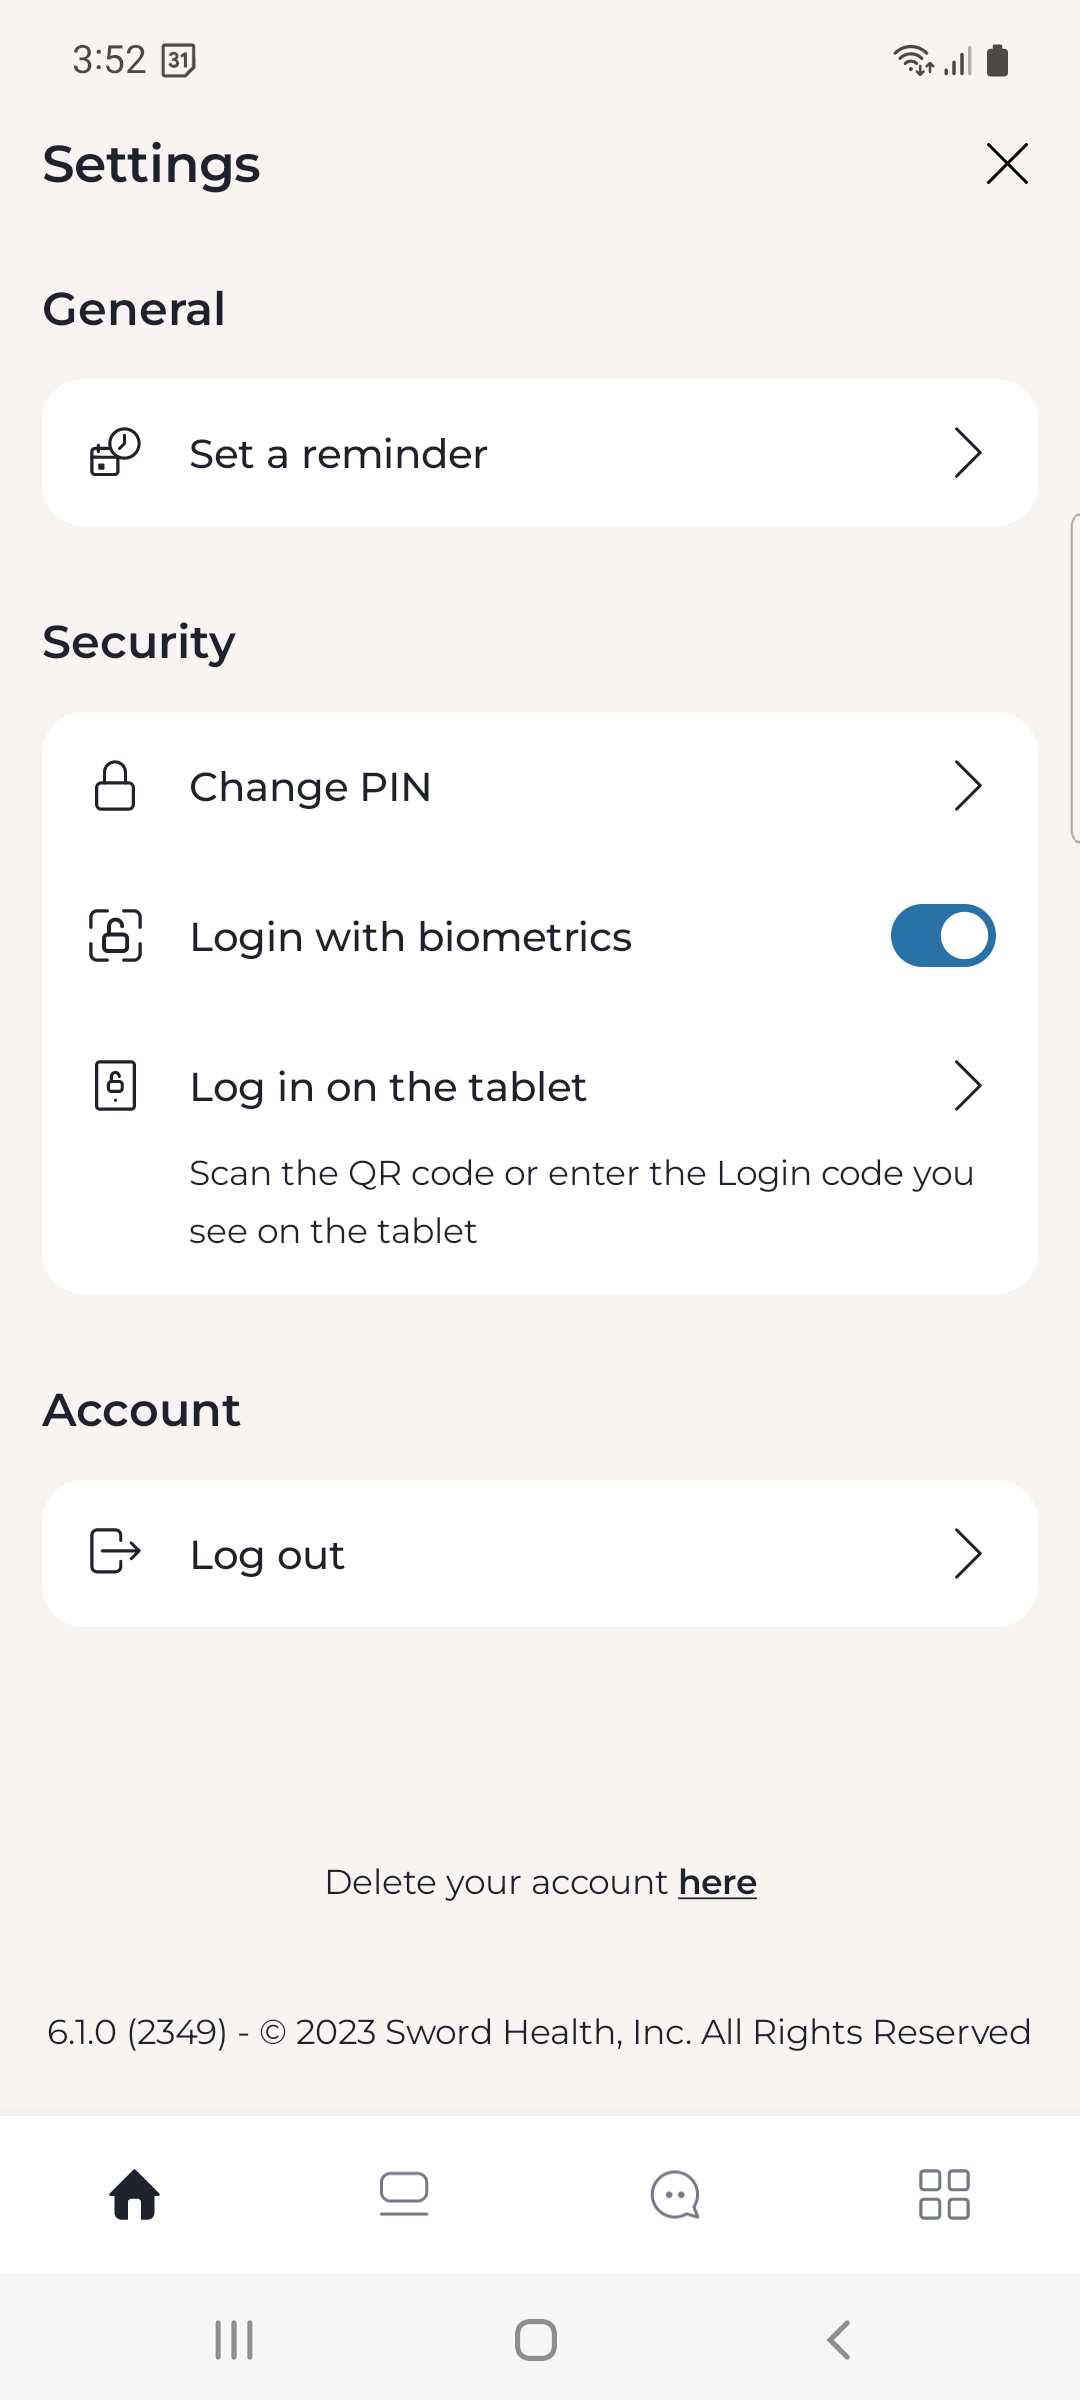 3:52 31
Settings
General
Set a reminder
Security
Change PIN
Login with biometrics
Log in on the tablet
Scan the QR code or enter the Login code you
see on the tablet
Account
Log out
Delete your account here
6.1.0 (2349) - © 2023 Sword Health, Inc. All Rights Reserved